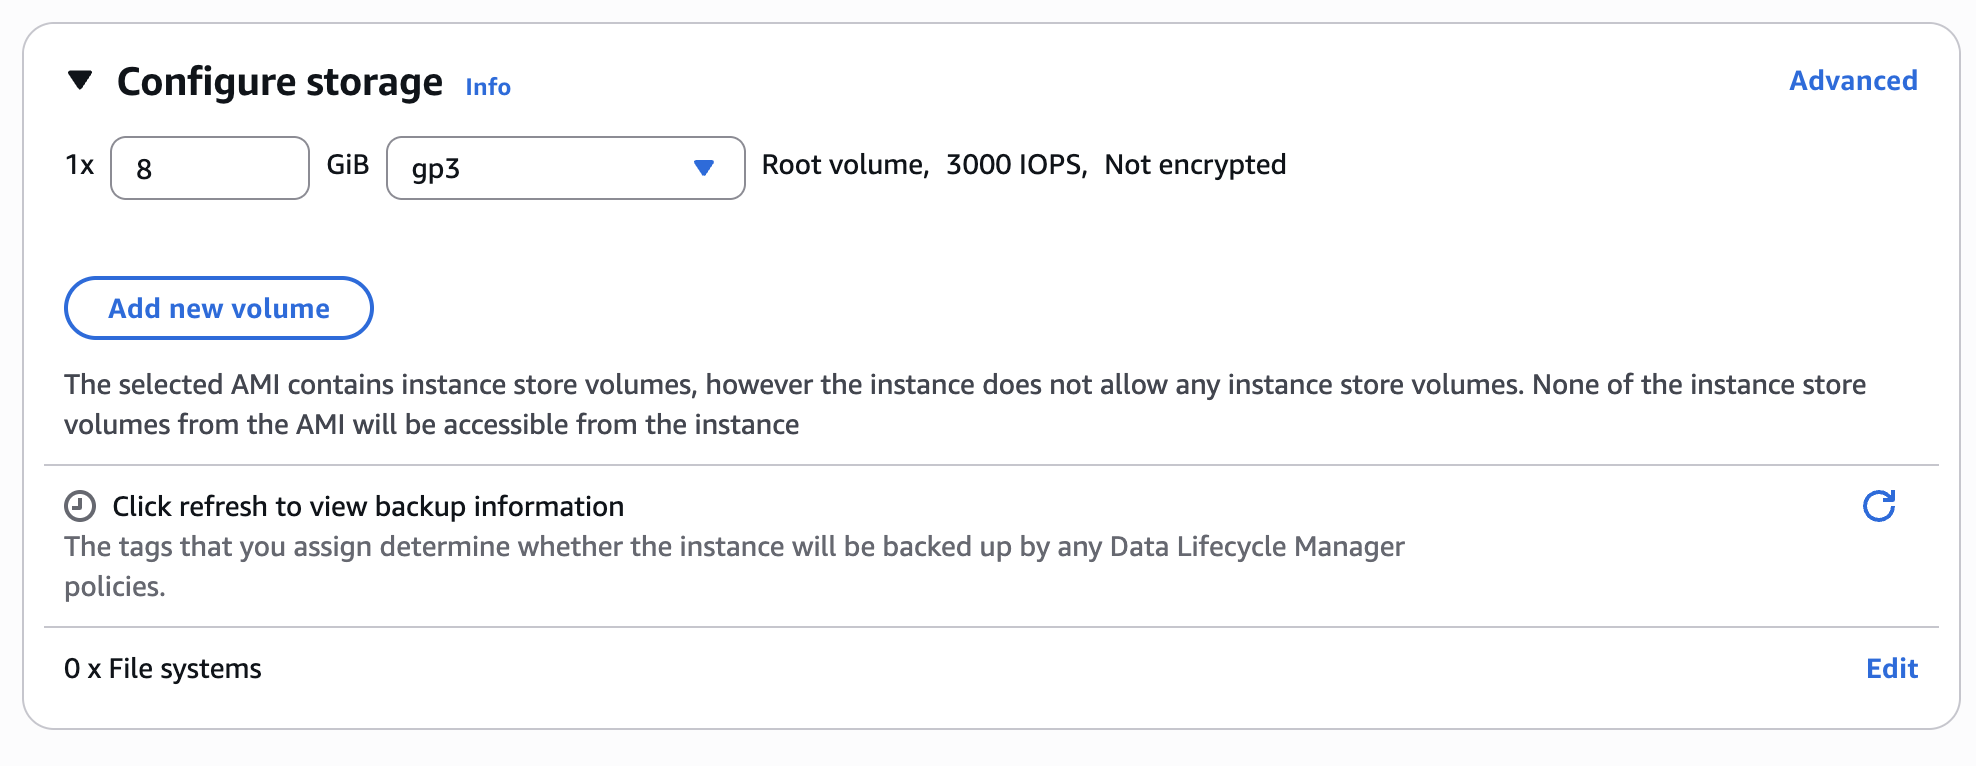 Configure storage Info Advanced
1x 8 GiB gp3 Root volume, 3000 IOPS, Not encrypted
Add new volume
The selected AMI contains instance store volumes, however the instance does not allow any instance store volumes. None of the instance store
volumes from the AMI will be accessible from the instance
Click refresh to view backup information
The tags that you assign determine whether the instance will be backed up by any Data Lifecycle Manager
policies.
0 x File systems Edit